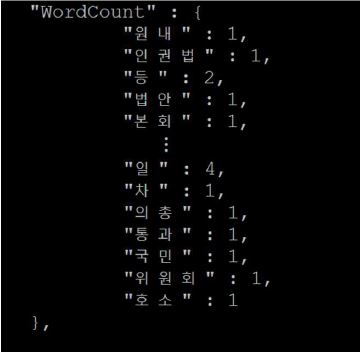 "WordCount" : {
"원내" : 1,
"인권법" : 1,
"등" : 2,
"법안" : 1,
"본회" : 1,
⋮
"일" : 4,
"차" : 1,
"의총" : 1,
"통과" : 1,
"국민" : 1,
"위원회" : 1,
"호소" : 1
},